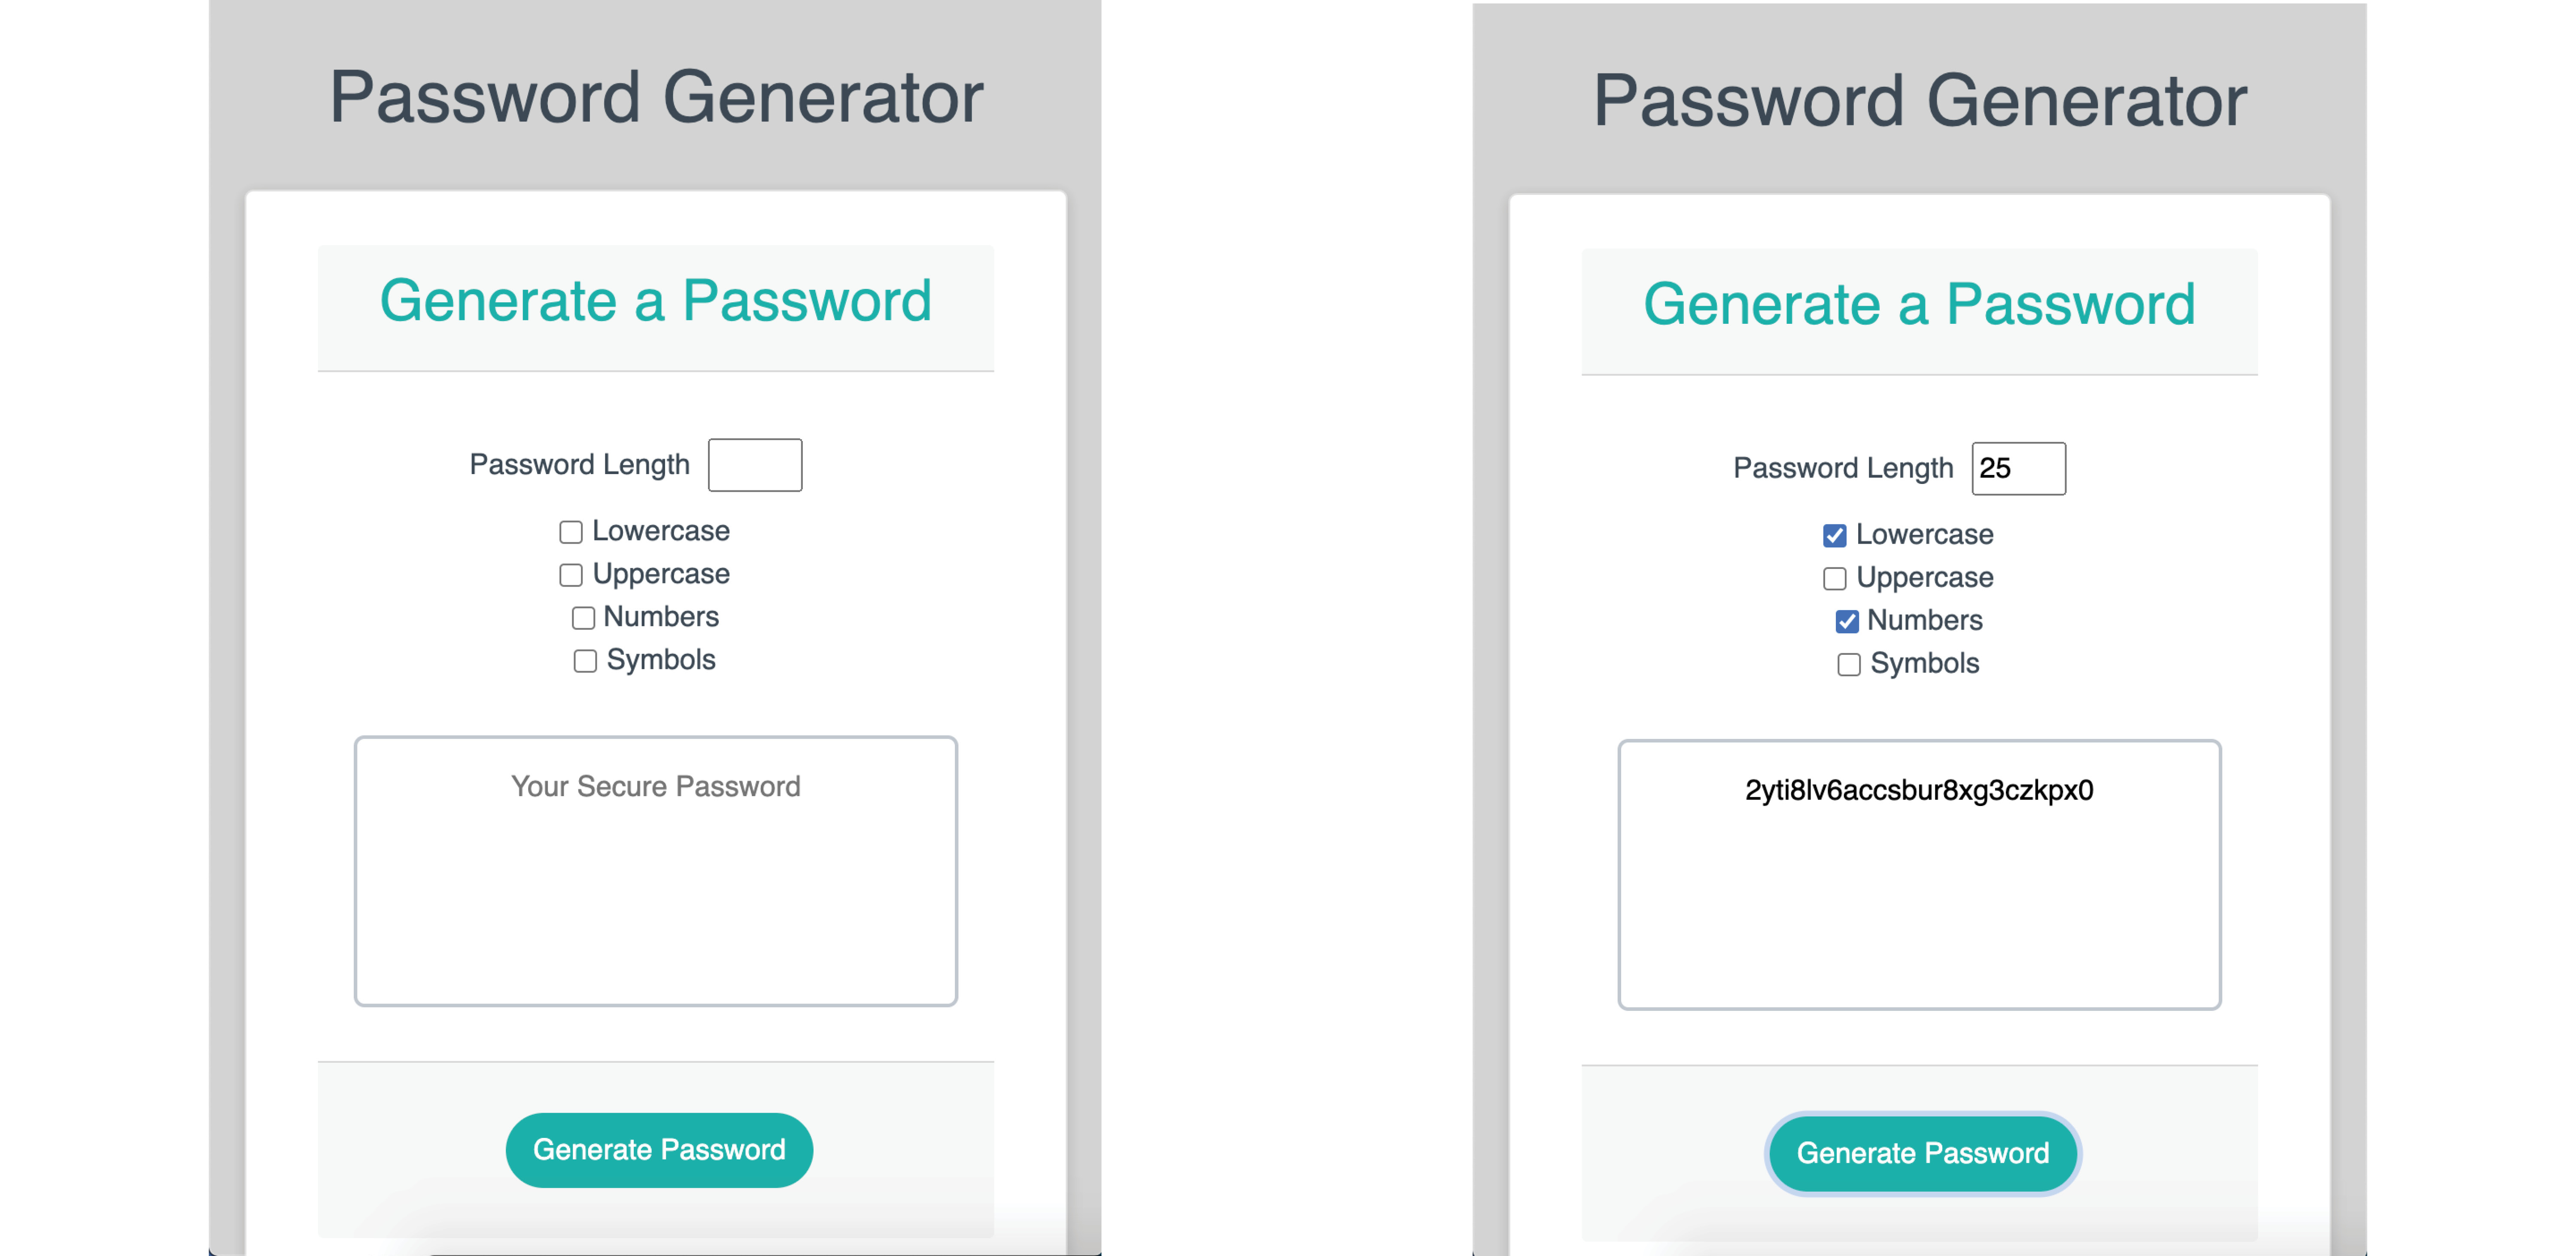 Password Generator
Generate a Password
Password Length
Lowercase
Uppercase
Numbers
Symbols
Your Secure Password
Generate Password
Password Generator
Generate a Password
Password Length 25
Lowercase
Uppercase
Numbers
Symbols
2yti8lv6accsbur8xg3czkpx0
Generate Password